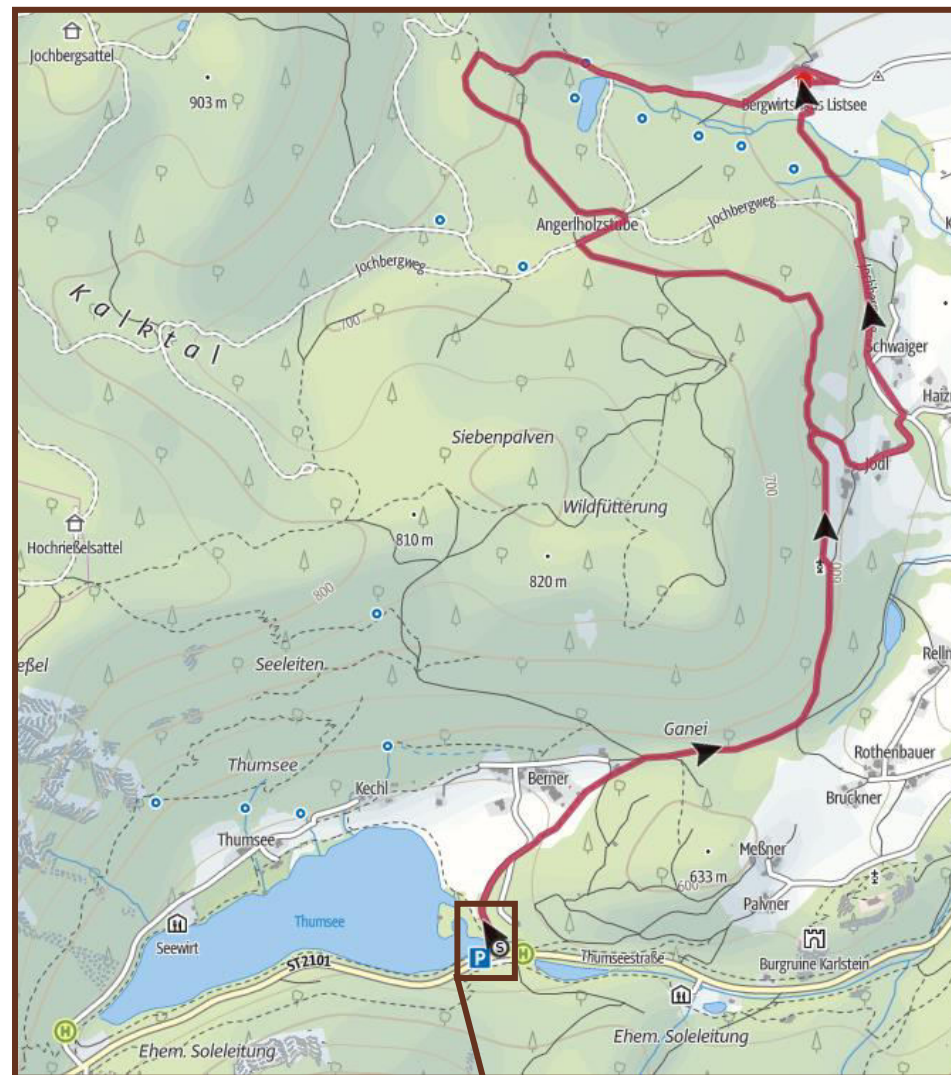 Jochbergsattel
903 m
Listsee
Angerlholzstube
Jochbergweg
Jochbergweg
Kalktal
700
Schwaiger
Siebenpalven
Jodl
700
Wildfütterung
810 m
Hochrießelsattel
820 m
800
Seeleiten
Ganei
Rothenbauer
Thumsee
Berner
Bruckner
Kechl
Meßner
Thumsee
633 m
600
Palvner
Thumsee
Seewirt
S
P
H
Thumseestraße
Burgruine Karlstein
ST2101
H
Ehem. Soleleitung
Ehem. Soleleitung